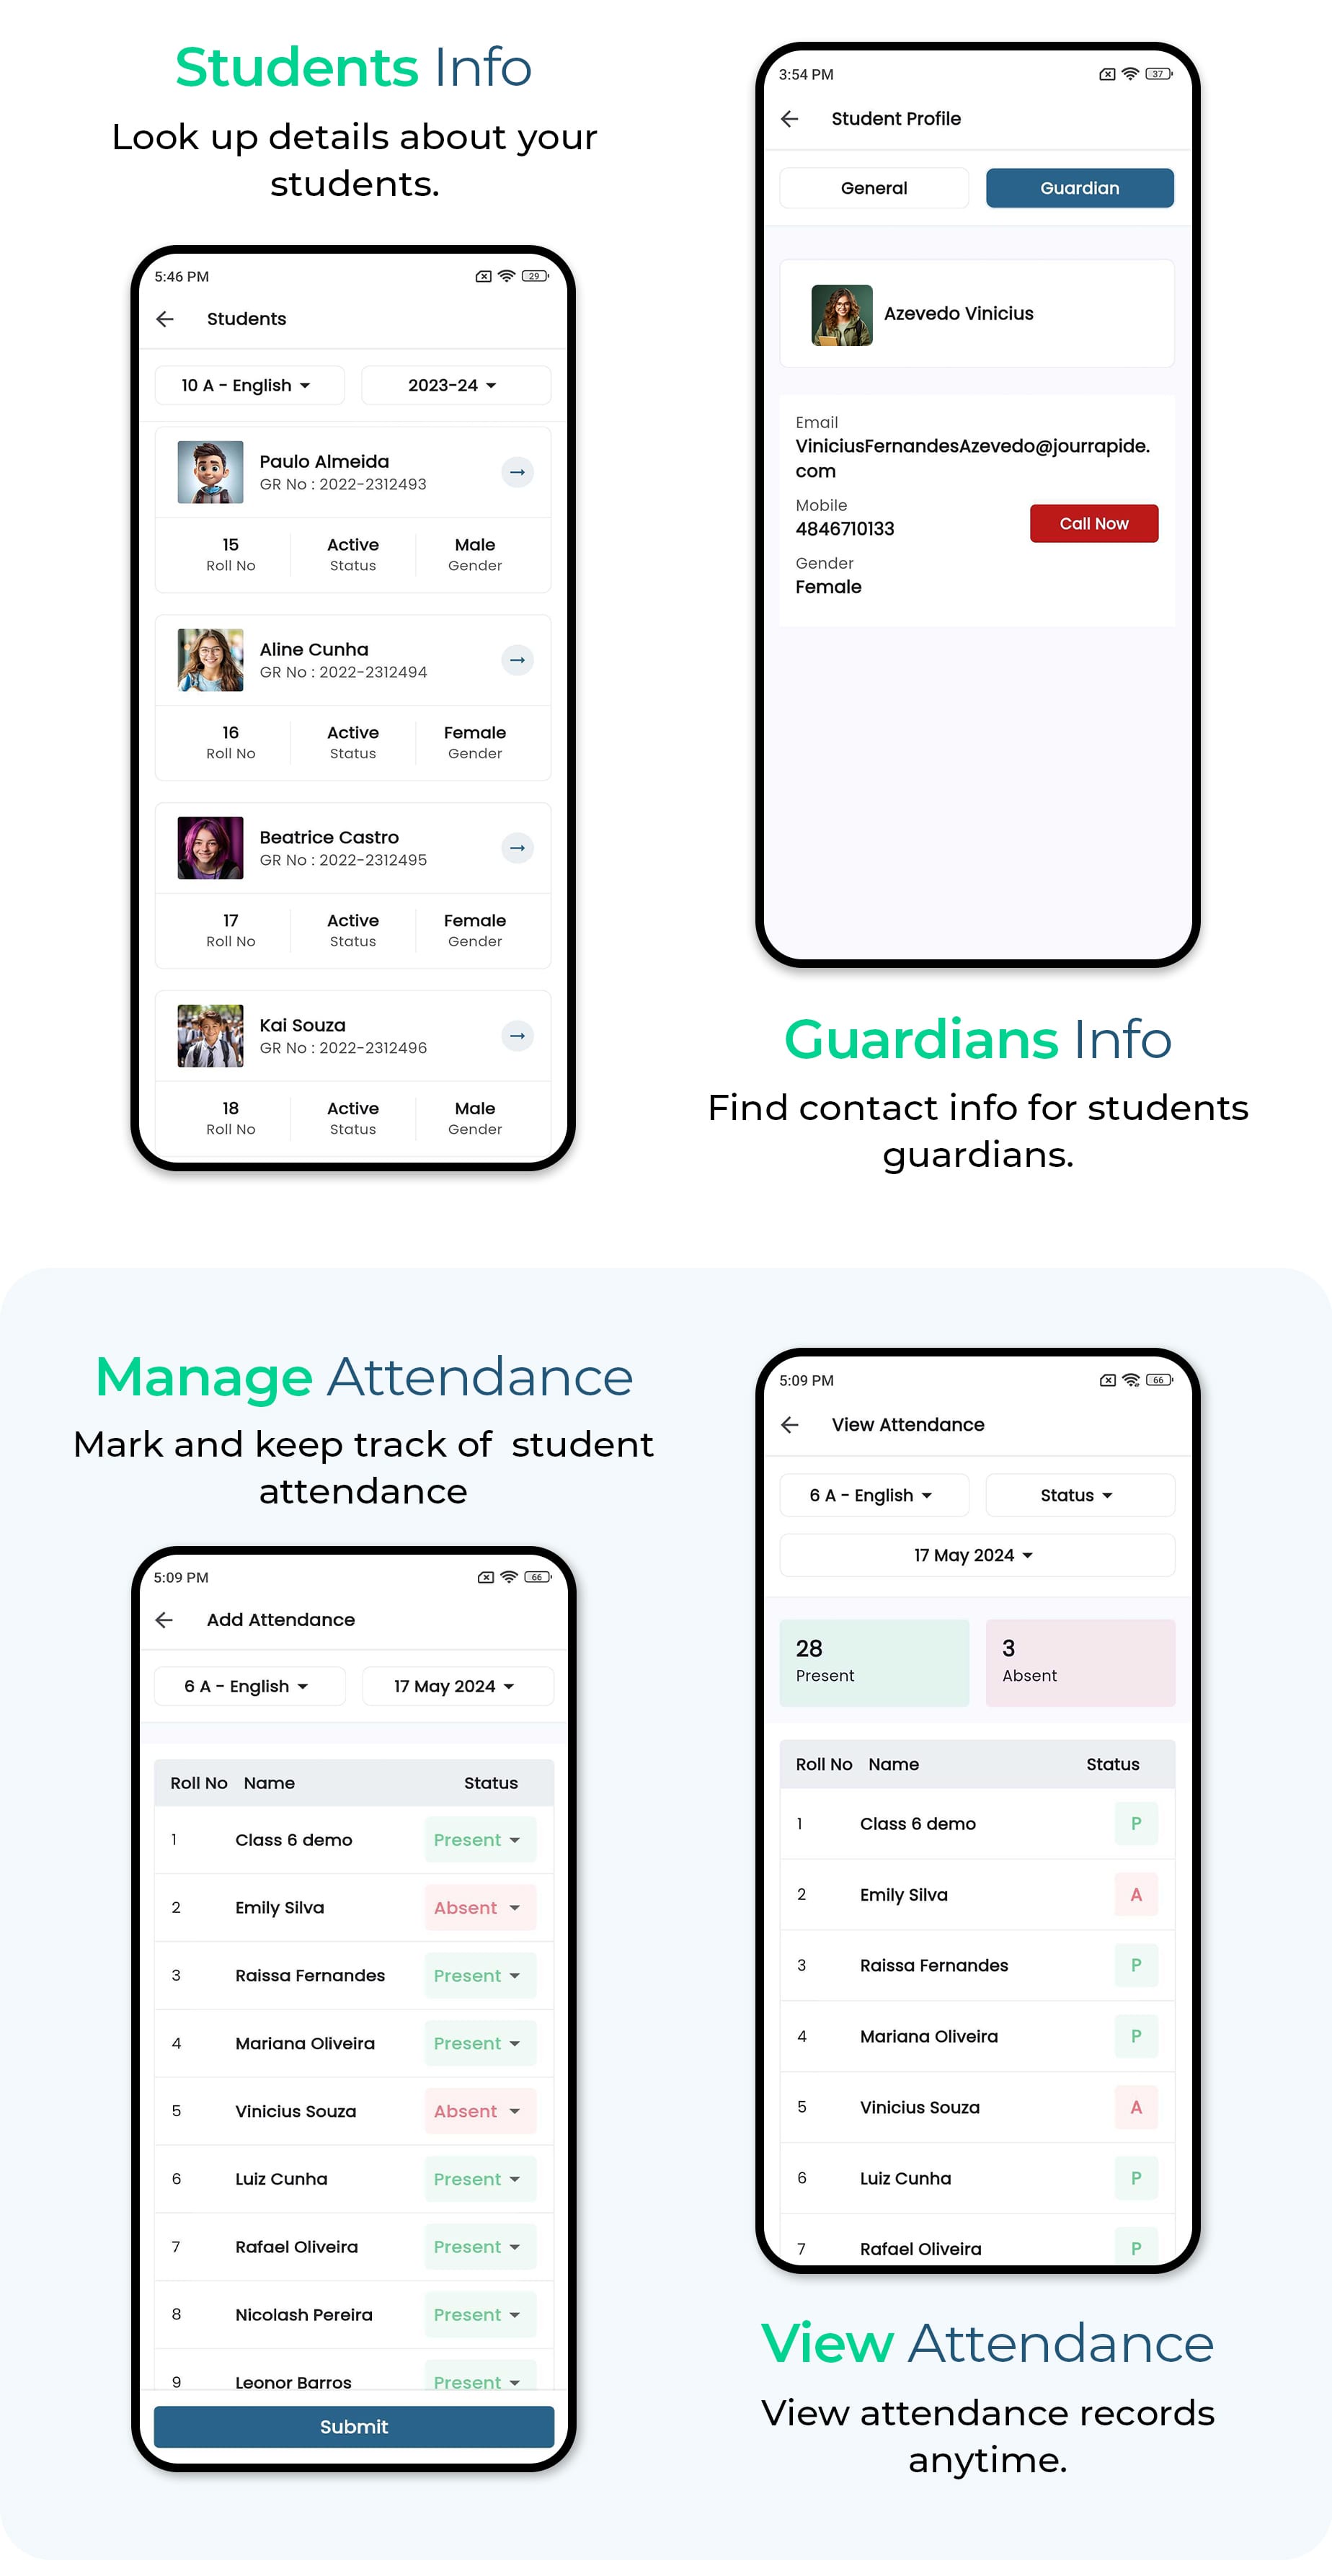 Students Info
Look up details about your
students.
5:46 PM
29
Students
10 A - English
2023-24
Paulo Almeida
GR No : 2022-2312493
15
Active
Male
Roll No
Status
Gender
Aline Cunha
GR No : 2022-2312494
16
Active
Female
Roll No
Status
Gender
Beatrice Castro
GR No : 2022-2312495
17
Active
Female
Roll No
Status
Gender
Kai Souza
GR No : 2022-2312496
18
Active
Male
Roll No
Status
Gender
3:54 PM
37
Student Profile
General
Guardian
Azevedo Vinicius
Email
ViniciusFernandesAzevedo@jourrapide.
com
Mobile
4846710133
Call Now
Gender
Female
Guardians Info
Find contact info for students
guardians.
Manage Attendance
Mark and keep track of  student
attendance
5:09 PM
66
Add Attendance
6 A - English
17 May 2024
Roll No Name Status
1 Class 6 demo Present
2 Emily Silva Absent
3 Raissa Fernandes Present
4 Mariana Oliveira Present
5 Vinicius Souza Absent
6 Luiz Cunha Present
7 Rafael Oliveira Present
8 Nicolash Pereira Present
9 Leonor Barros Present
Submit
5:09 PM
66
View Attendance
6 A - English
Status
17 May 2024
28
Present
3
Absent
Roll No Name Status
1 Class 6 demo P
2 Emily Silva A
3 Raissa Fernandes P
4 Mariana Oliveira P
5 Vinicius Souza A
6 Luiz Cunha P
7 Rafael Oliveira P
View Attendance
View attendance records
anytime.